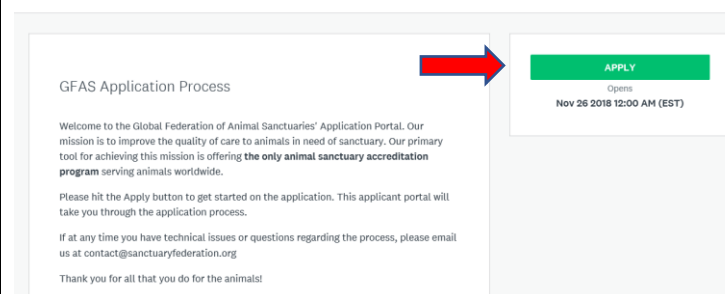 GFAS Application Process
Welcome to the Global Federation of Animal Sanctuaries' Application Portal. Our
mission is to improve the quality of care to animals in need of sanctuary. Our primary
tool for achieving this mission is offering the only animal sanctuary accreditation
program serving animals worldwide.
Please hit the Apply button to get started on the application. This applicant portal will
take you through the application process.
If at any time you have technical issues or questions regarding the process, please email
us at contact@sanctuaryfederation.org
Thank you for all that you do for the animals!
APPLY
Opens
Nov 26 2018 12:00 AM (EST)